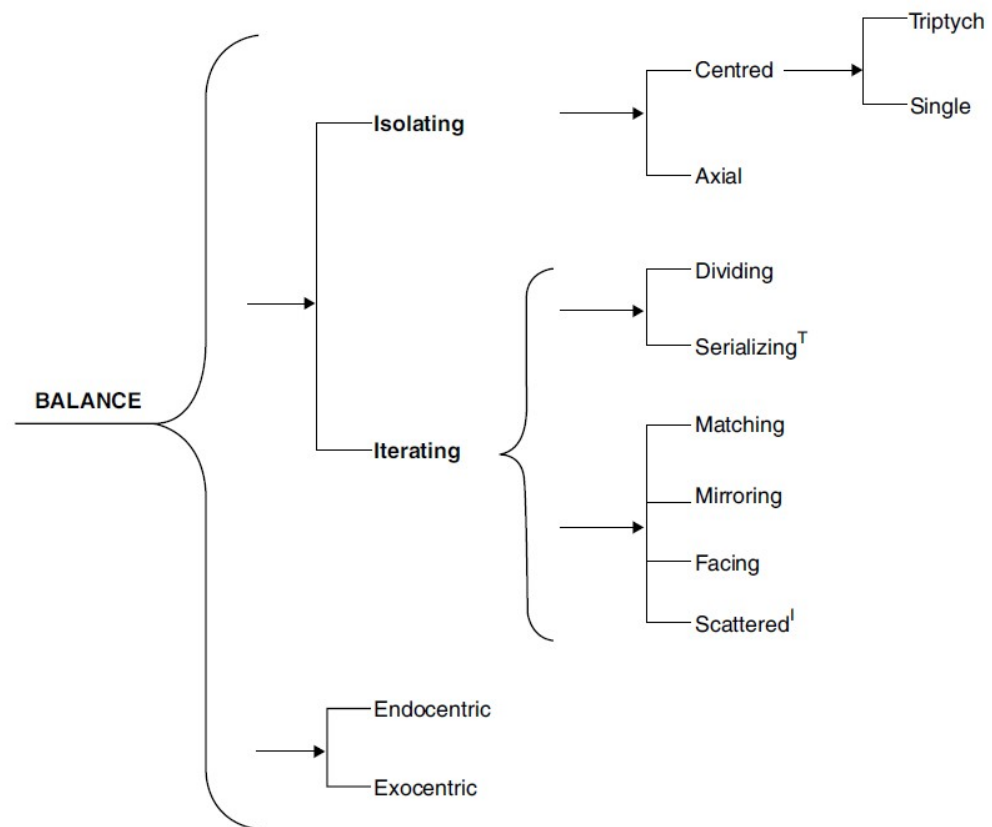 Triptych
Centred
Single
Isolating
Axial
Dividing
Serializing^T
BALANCE
Matching
Iterating
Mirroring
Facing
Scattered^I
Endocentric
Exocentric